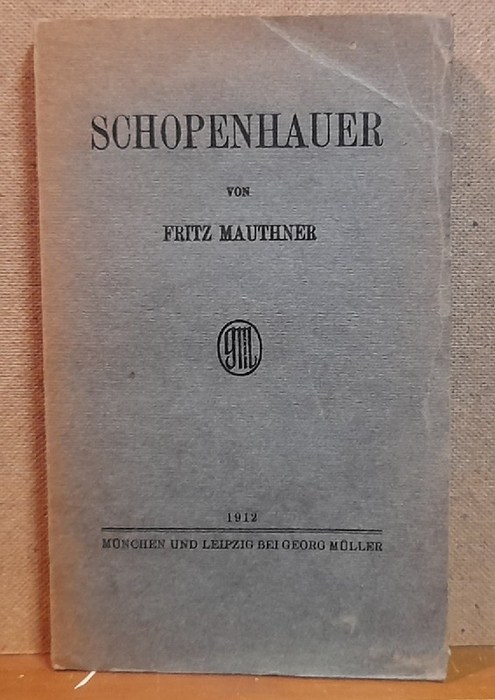 SCHOPENHAUER
VON
FRITZ MAUTHNER
GM
1912
MÜNCHEN UND LEIPZIG BEI GEORG MÜLLER